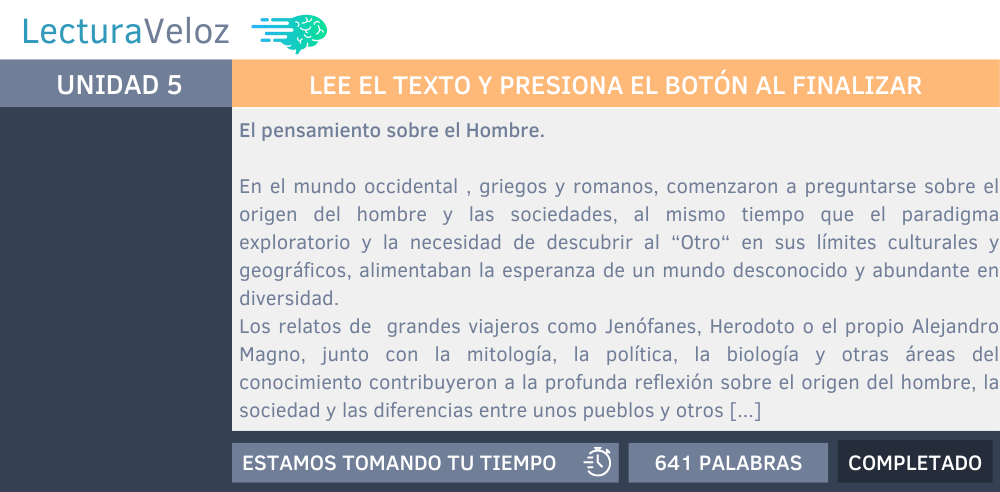 LecturaVeloz
UNIDAD 5
LEE EL TEXTO Y PRESIONA EL BOTÓN AL FINALIZAR
El pensamiento sobre el Hombre.
En el mundo occidental , griegos y romanos, comenzaron a preguntarse sobre el
origen del hombre y las sociedades, al mismo tiempo que el paradigma
exploratorio y la necesidad de descubrir al “Otro“ en sus límites culturales y
geográficos, alimentaban la esperanza de un mundo desconocido y abundante en
diversidad.
Los relatos de  grandes viajeros como Jenófanes, Herodoto o el propio Alejandro
Magno, junto con la mitología, la política, la biología y otras áreas del
conocimiento contribuyeron a la profunda reflexión sobre el origen del hombre, la
sociedad y las diferencias entre unos pueblos y otros [...]
ESTAMOS TOMANDO TU TIEMPO
641 PALABRAS
COMPLETADO